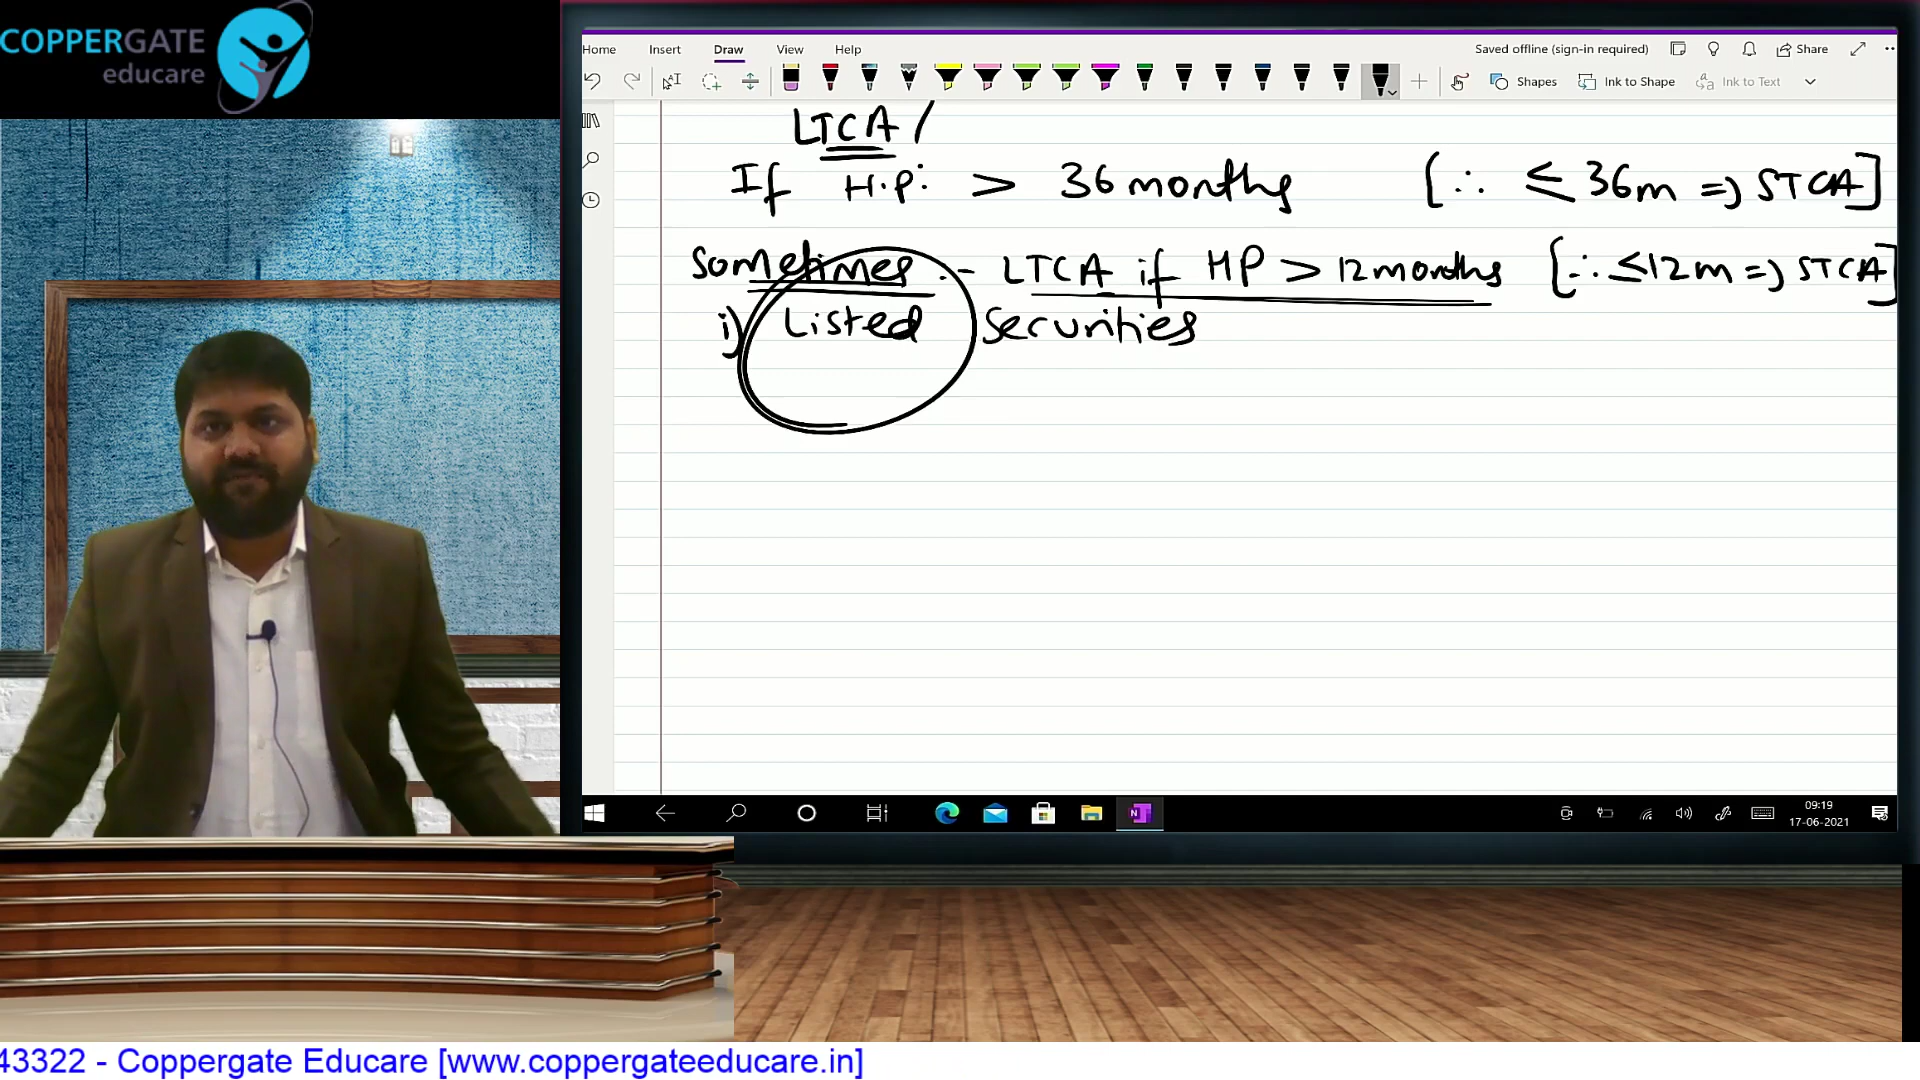 COPPERGATE
educare
Home Insert Draw View Help
Saved offline (sign-in required) Share
Shapes Ink to Shape Ink to Text
LTCA
If H.P. > 36 months [∴ ≤ 36m => STCA]
Sometimes :- LTCA if HP > 12 months [∴ ≤12m => STCA]
i) Listed Securities
09:19
17-06-2021
43322 - Coppergate Educare [www.coppergateeducare.in]